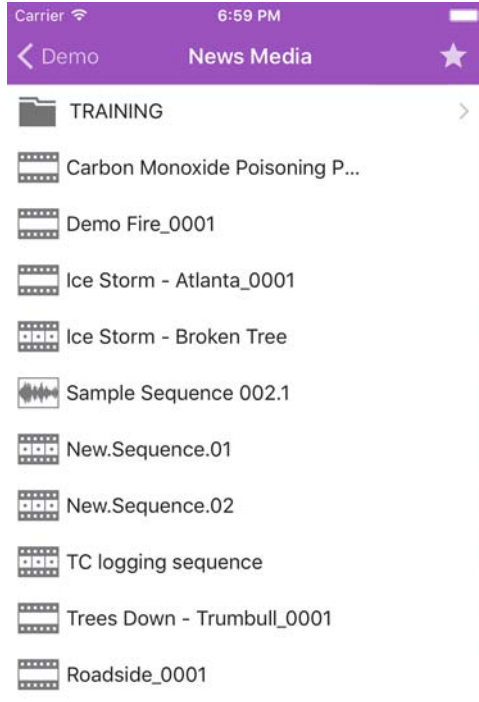 Carrier 6:59 PM
Demo News Media
TRAINING
Carbon Monoxide Poisoning P...
Demo Fire_0001
Ice Storm - Atlanta_0001
Ice Storm - Broken Tree
Sample Sequence 002.1
New.Sequence.01
New.Sequence.02
TC logging sequence
Trees Down - Trumbull_0001
Roadside_0001